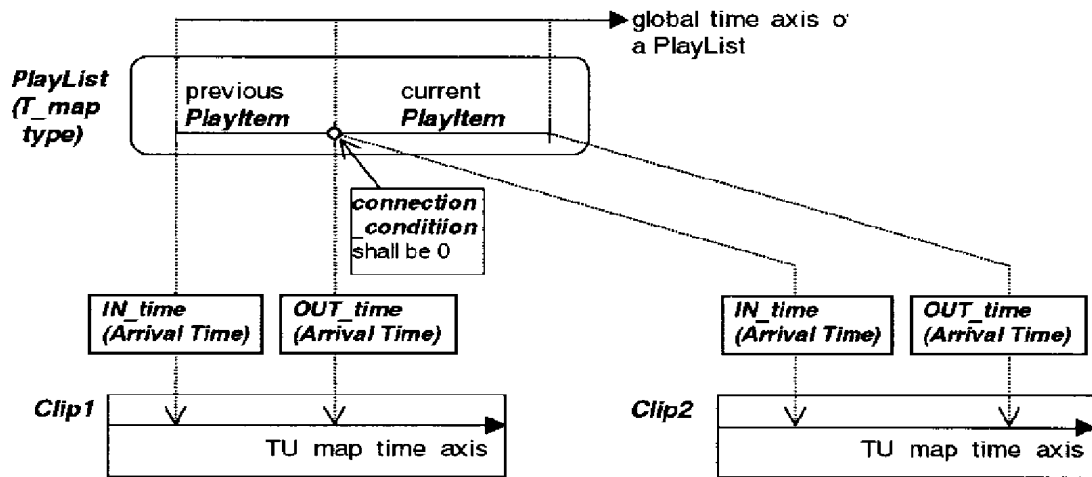 global time axis o
a PlayList
PlayList
(T_map
type)
previous
PlayItem
current
PlayItem
connection
_conditiion
shall be 0
IN_time
(Arrival Time)
OUT_time
(Arrival Time)
IN_time
(Arrival Time)
OUT_time
(Arrival Time)
Clip1
TU map time axis
Clip2
TU map time axis